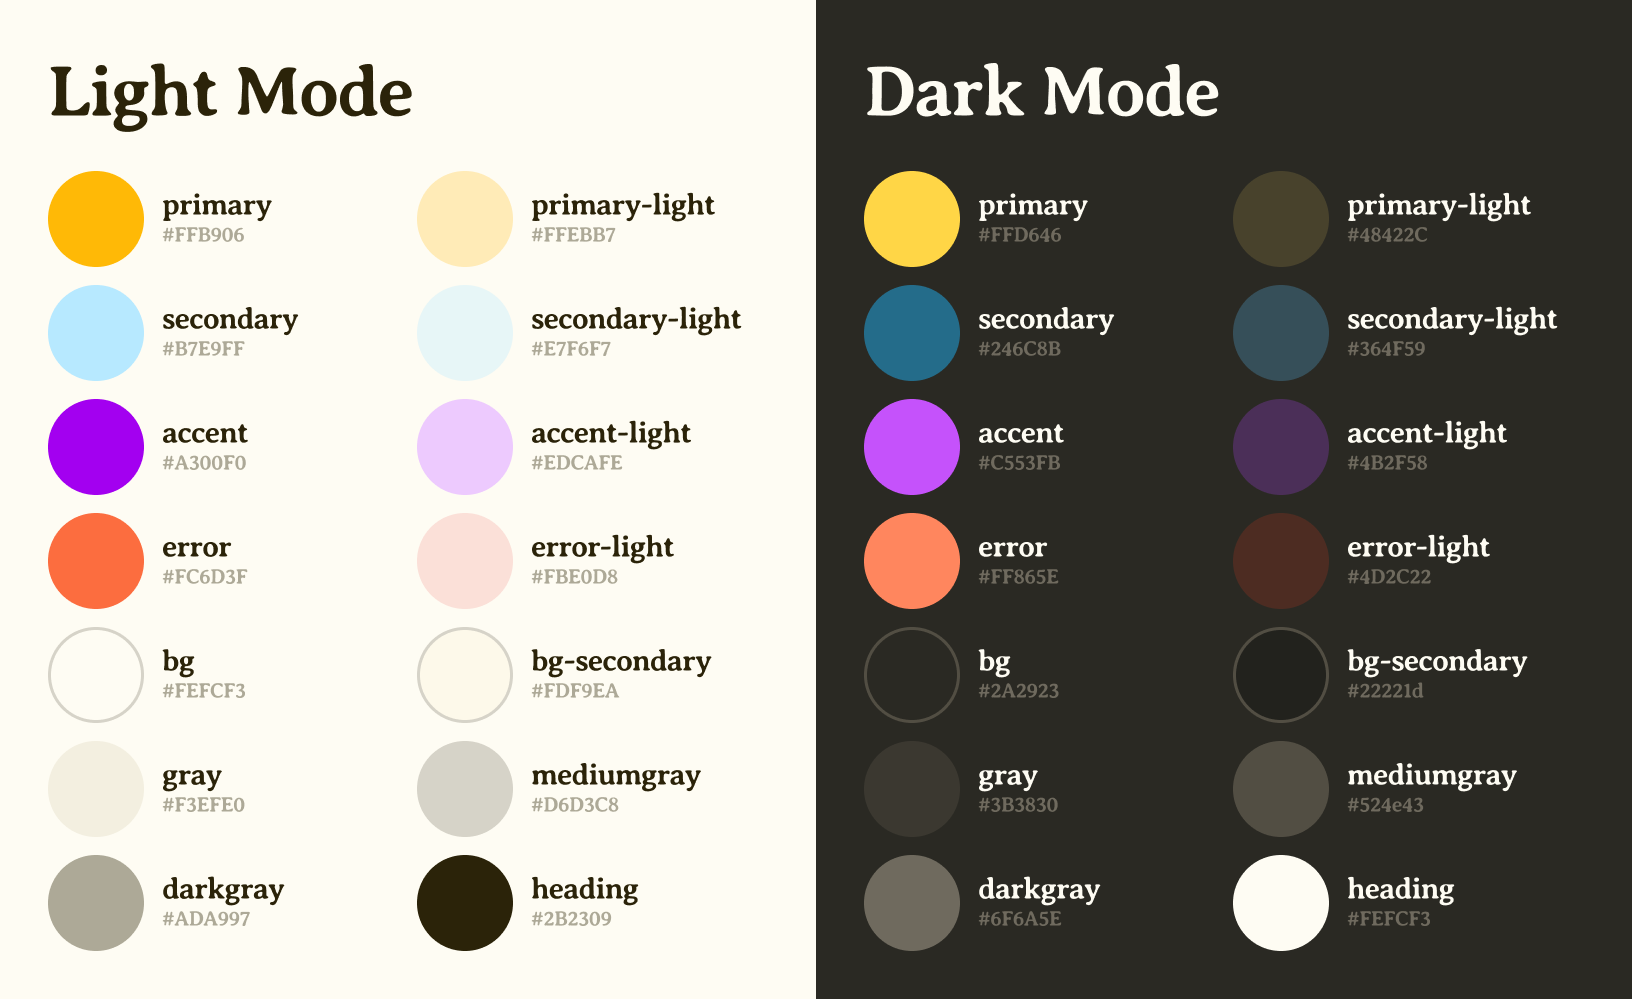 Light Mode
primary
#FFB906
primary-light
#FFEBB7
secondary
#B7E9FF
secondary-light
#E7F6F7
accent
#A300F0
accent-light
#EDCAFE
error
#FC6D3F
error-light
#FBE0D8
bg
#FEFCF3
bg-secondary
#FDF9EA
gray
#F3EFE0
mediumgray
#D6D3C8
darkgray
#ADA997
heading
#2B2309
Dark Mode
primary
#FFD646
primary-light
#48422C
secondary
#246C8B
secondary-light
#364F59
accent
#C553FB
accent-light
#4B2F58
error
#FF865E
error-light
#4D2C22
bg
#2A2923
bg-secondary
#22221d
gray
#3B3830
mediumgray
#524e43
darkgray
#6F6A5E
heading
#FEFCF3